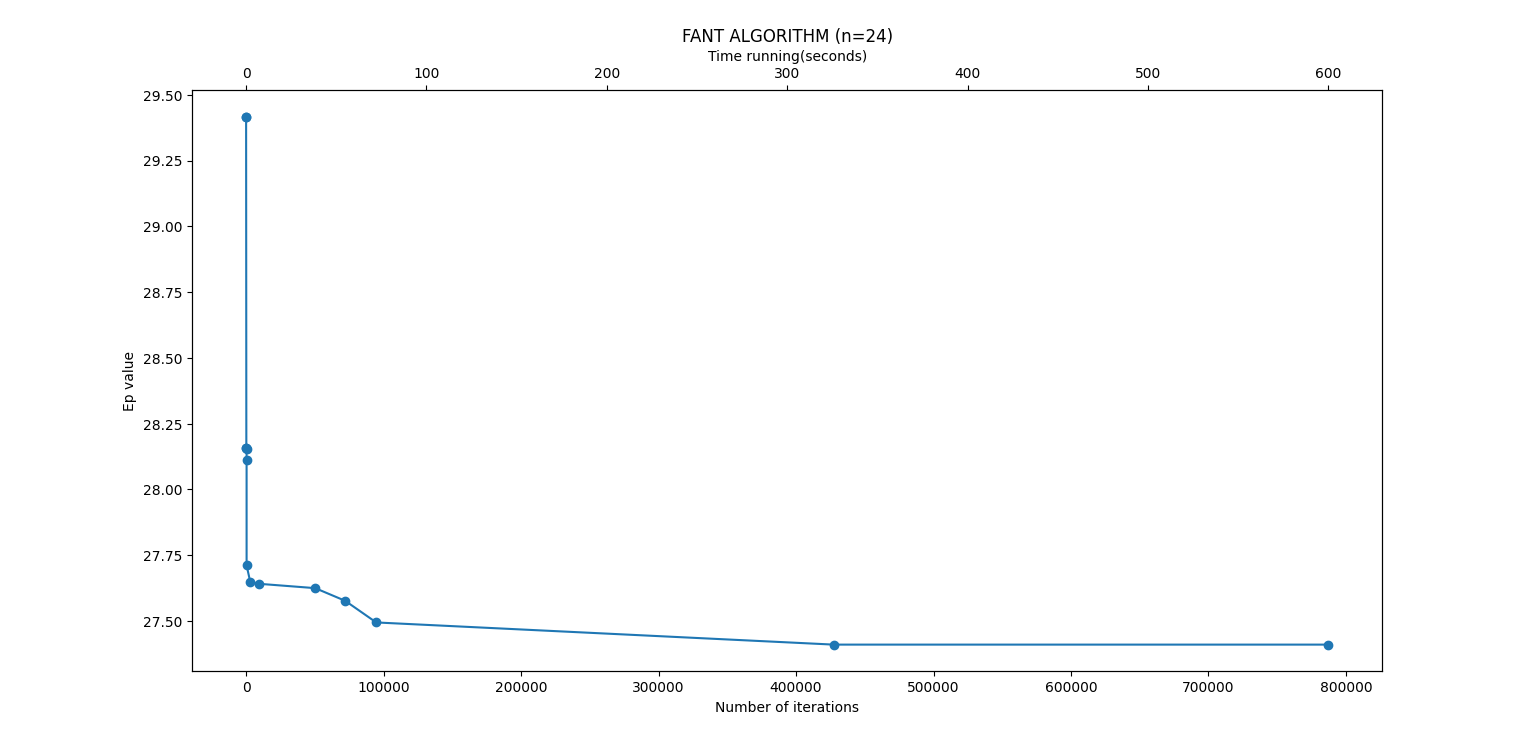 FANT ALGORITHM (n=24)
Time running(seconds)
0 100 200 300 400 500 600
29.50
29.25
29.00
28.75
28.50
28.25
28.00
27.75
27.50
Ep value
0 100000 200000 300000 400000 500000 600000 700000 800000
Number of iterations